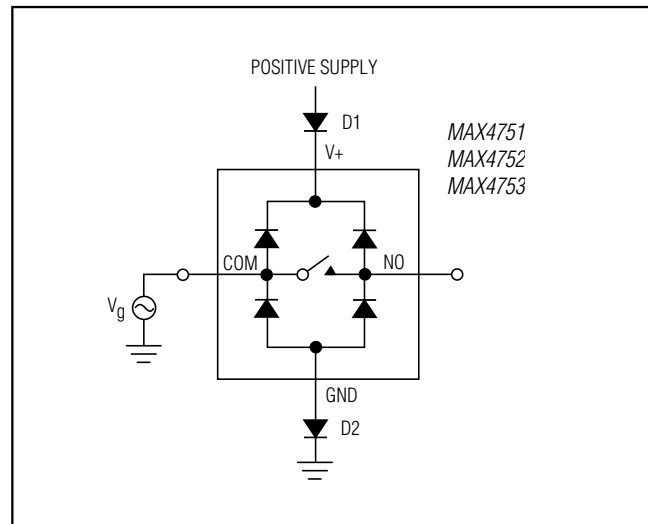 POSITIVE SUPPLY
D1
V+
MAX4751
MAX4752
MAX4753
COM
NO
Vg
GND
D2